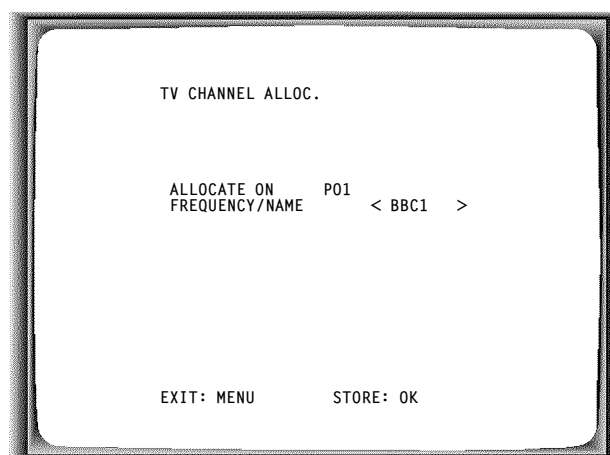 TV CHANNEL ALLOC.
ALLOCATE ON P01
FREQUENCY/NAME < BBC1 >
EXIT: MENU STORE: OK